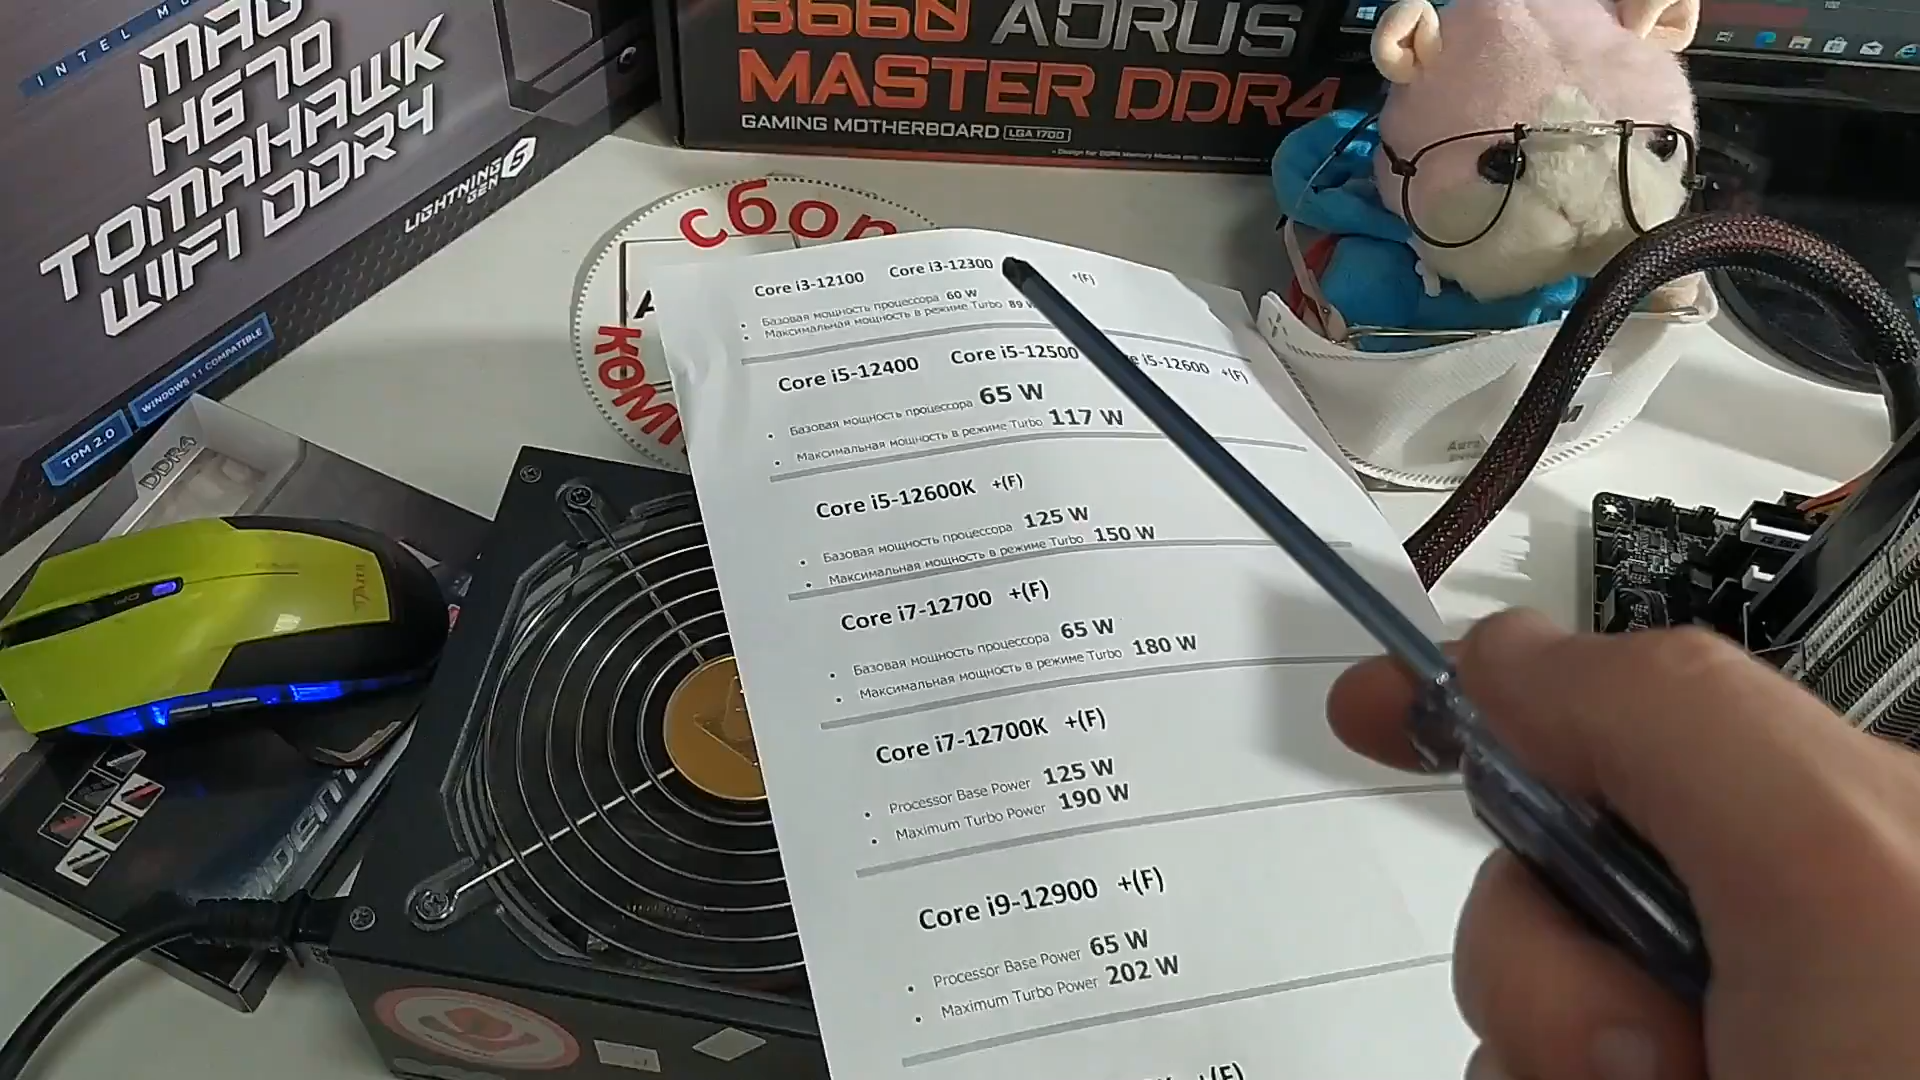 INTEL
MAG
H670
TOMAHAWK
WIFI DDR4
LIGHTNING
GEN 5
TPM 2.0
WINDOWS 11 COMPATIBLE
B660 AORUS
MASTER DDR4
GAMING MOTHERBOARD LGA 1700
DDR4
Core i3-12100 Core i3-12300 +(F)
• Базовая мощность процессора 60 W
• Максимальная мощность в режиме Turbo 89
Core i5-12400 Core i5-12500 i5-12600 +(F)
• Базовая мощность процессора 65 W
• Максимальная мощность в режиме Turbo 117 W
Core i5-12600K +(F)
• Базовая мощность процессора 125 W
• Максимальная мощность в режиме Turbo 150 W
Core i7-12700 +(F)
• Базовая мощность процессора 65 W
• Максимальная мощность в режиме Turbo 180 W
Core i7-12700K +(F)
• Processor Base Power 125 W
• Maximum Turbo Power 190 W
Core i9-12900 +(F)
• Processor Base Power 65 W
• Maximum Turbo Power 202 W
+(F)